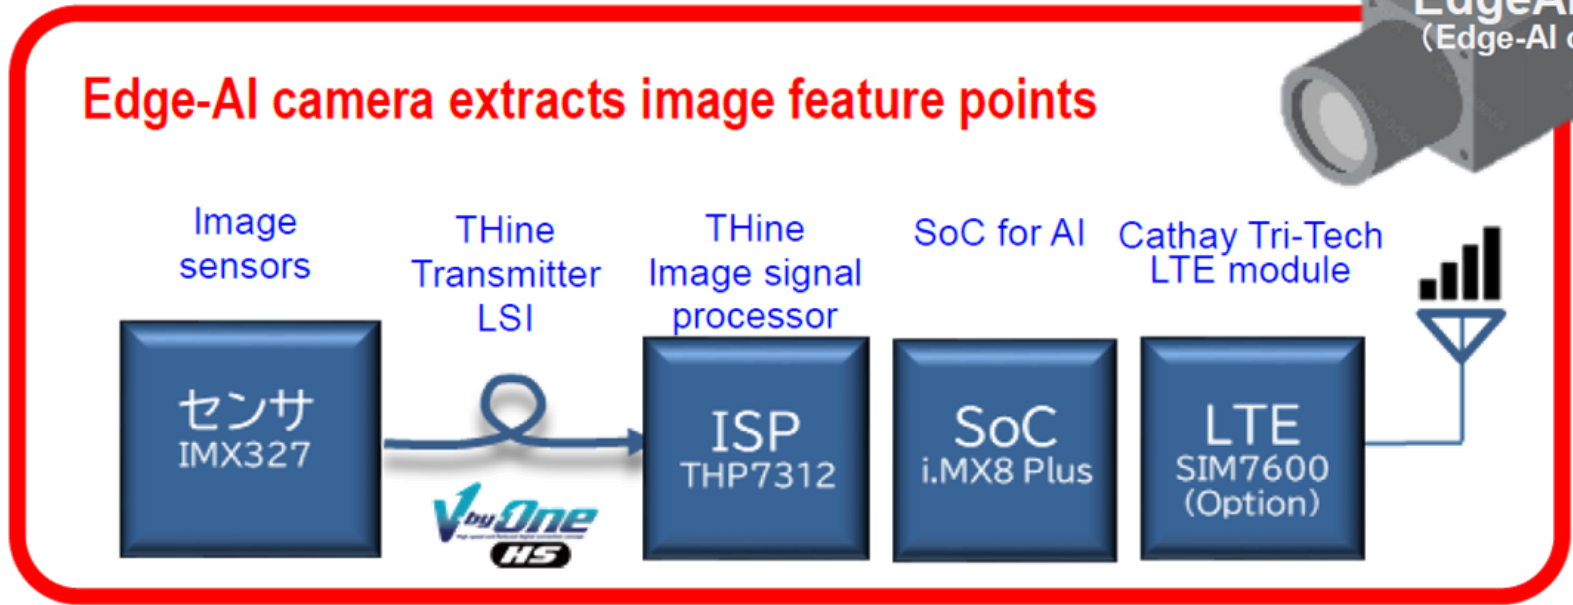 EdgeAI
(Edge-AI
Edge-AI camera extracts image feature points
Image
sensors
THine
Transmitter
LSI
THine
Image signal
processor
SoC for AI
Cathay Tri-Tech
LTE module
センサ
IMX327
V by One
HS
ISP
THP7312
SoC
i.MX8 Plus
LTE
SIM7600
(Option)